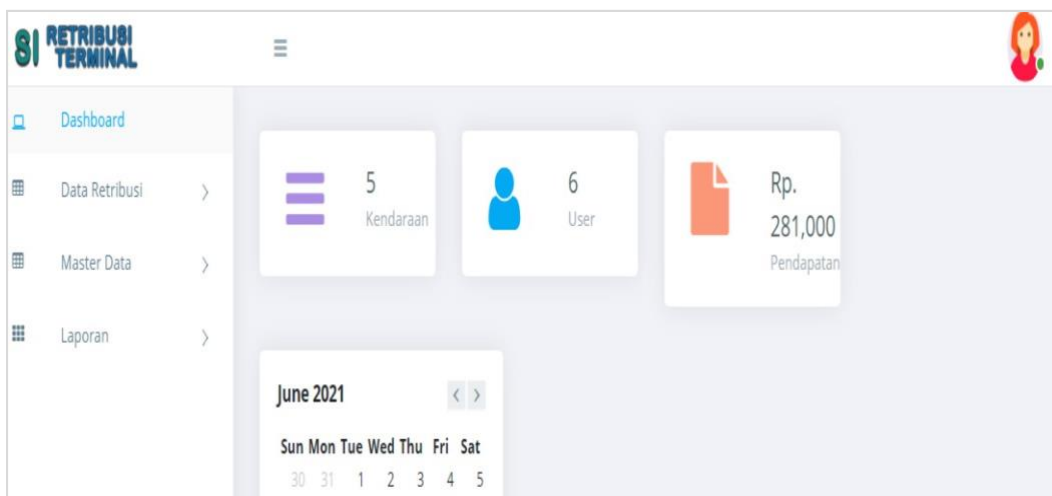 SI RETRIBUSI
TERMINAL
Dashboard
Data Retribusi
Master Data
Laporan
5
Kendaraan
6
User
Rp.
281,000
Pendapatan
June 2021
Sun Mon Tue Wed Thu Fri Sat
30 31 1 2 3 4 5